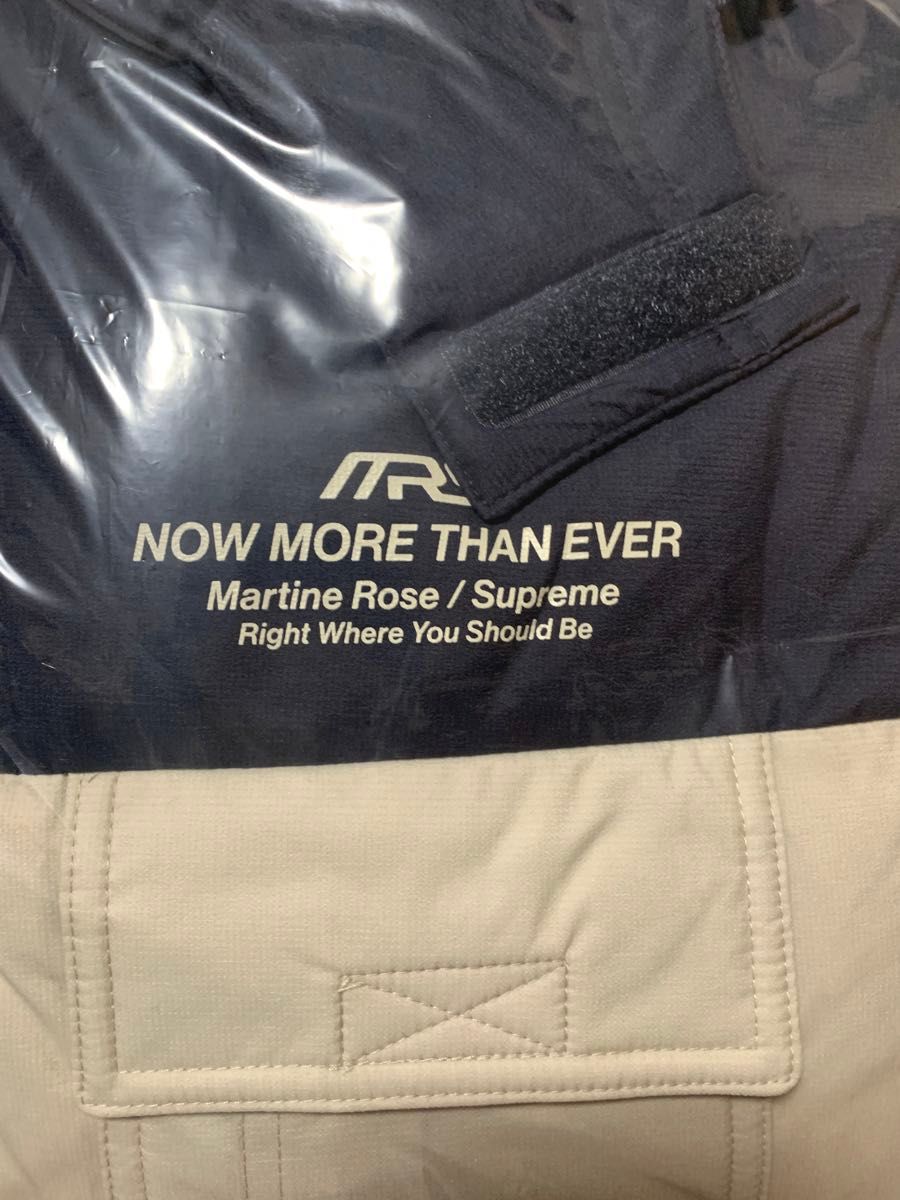 NOW MORE THAN EVER
Martine Rose / Supreme
Right Where You Should Be